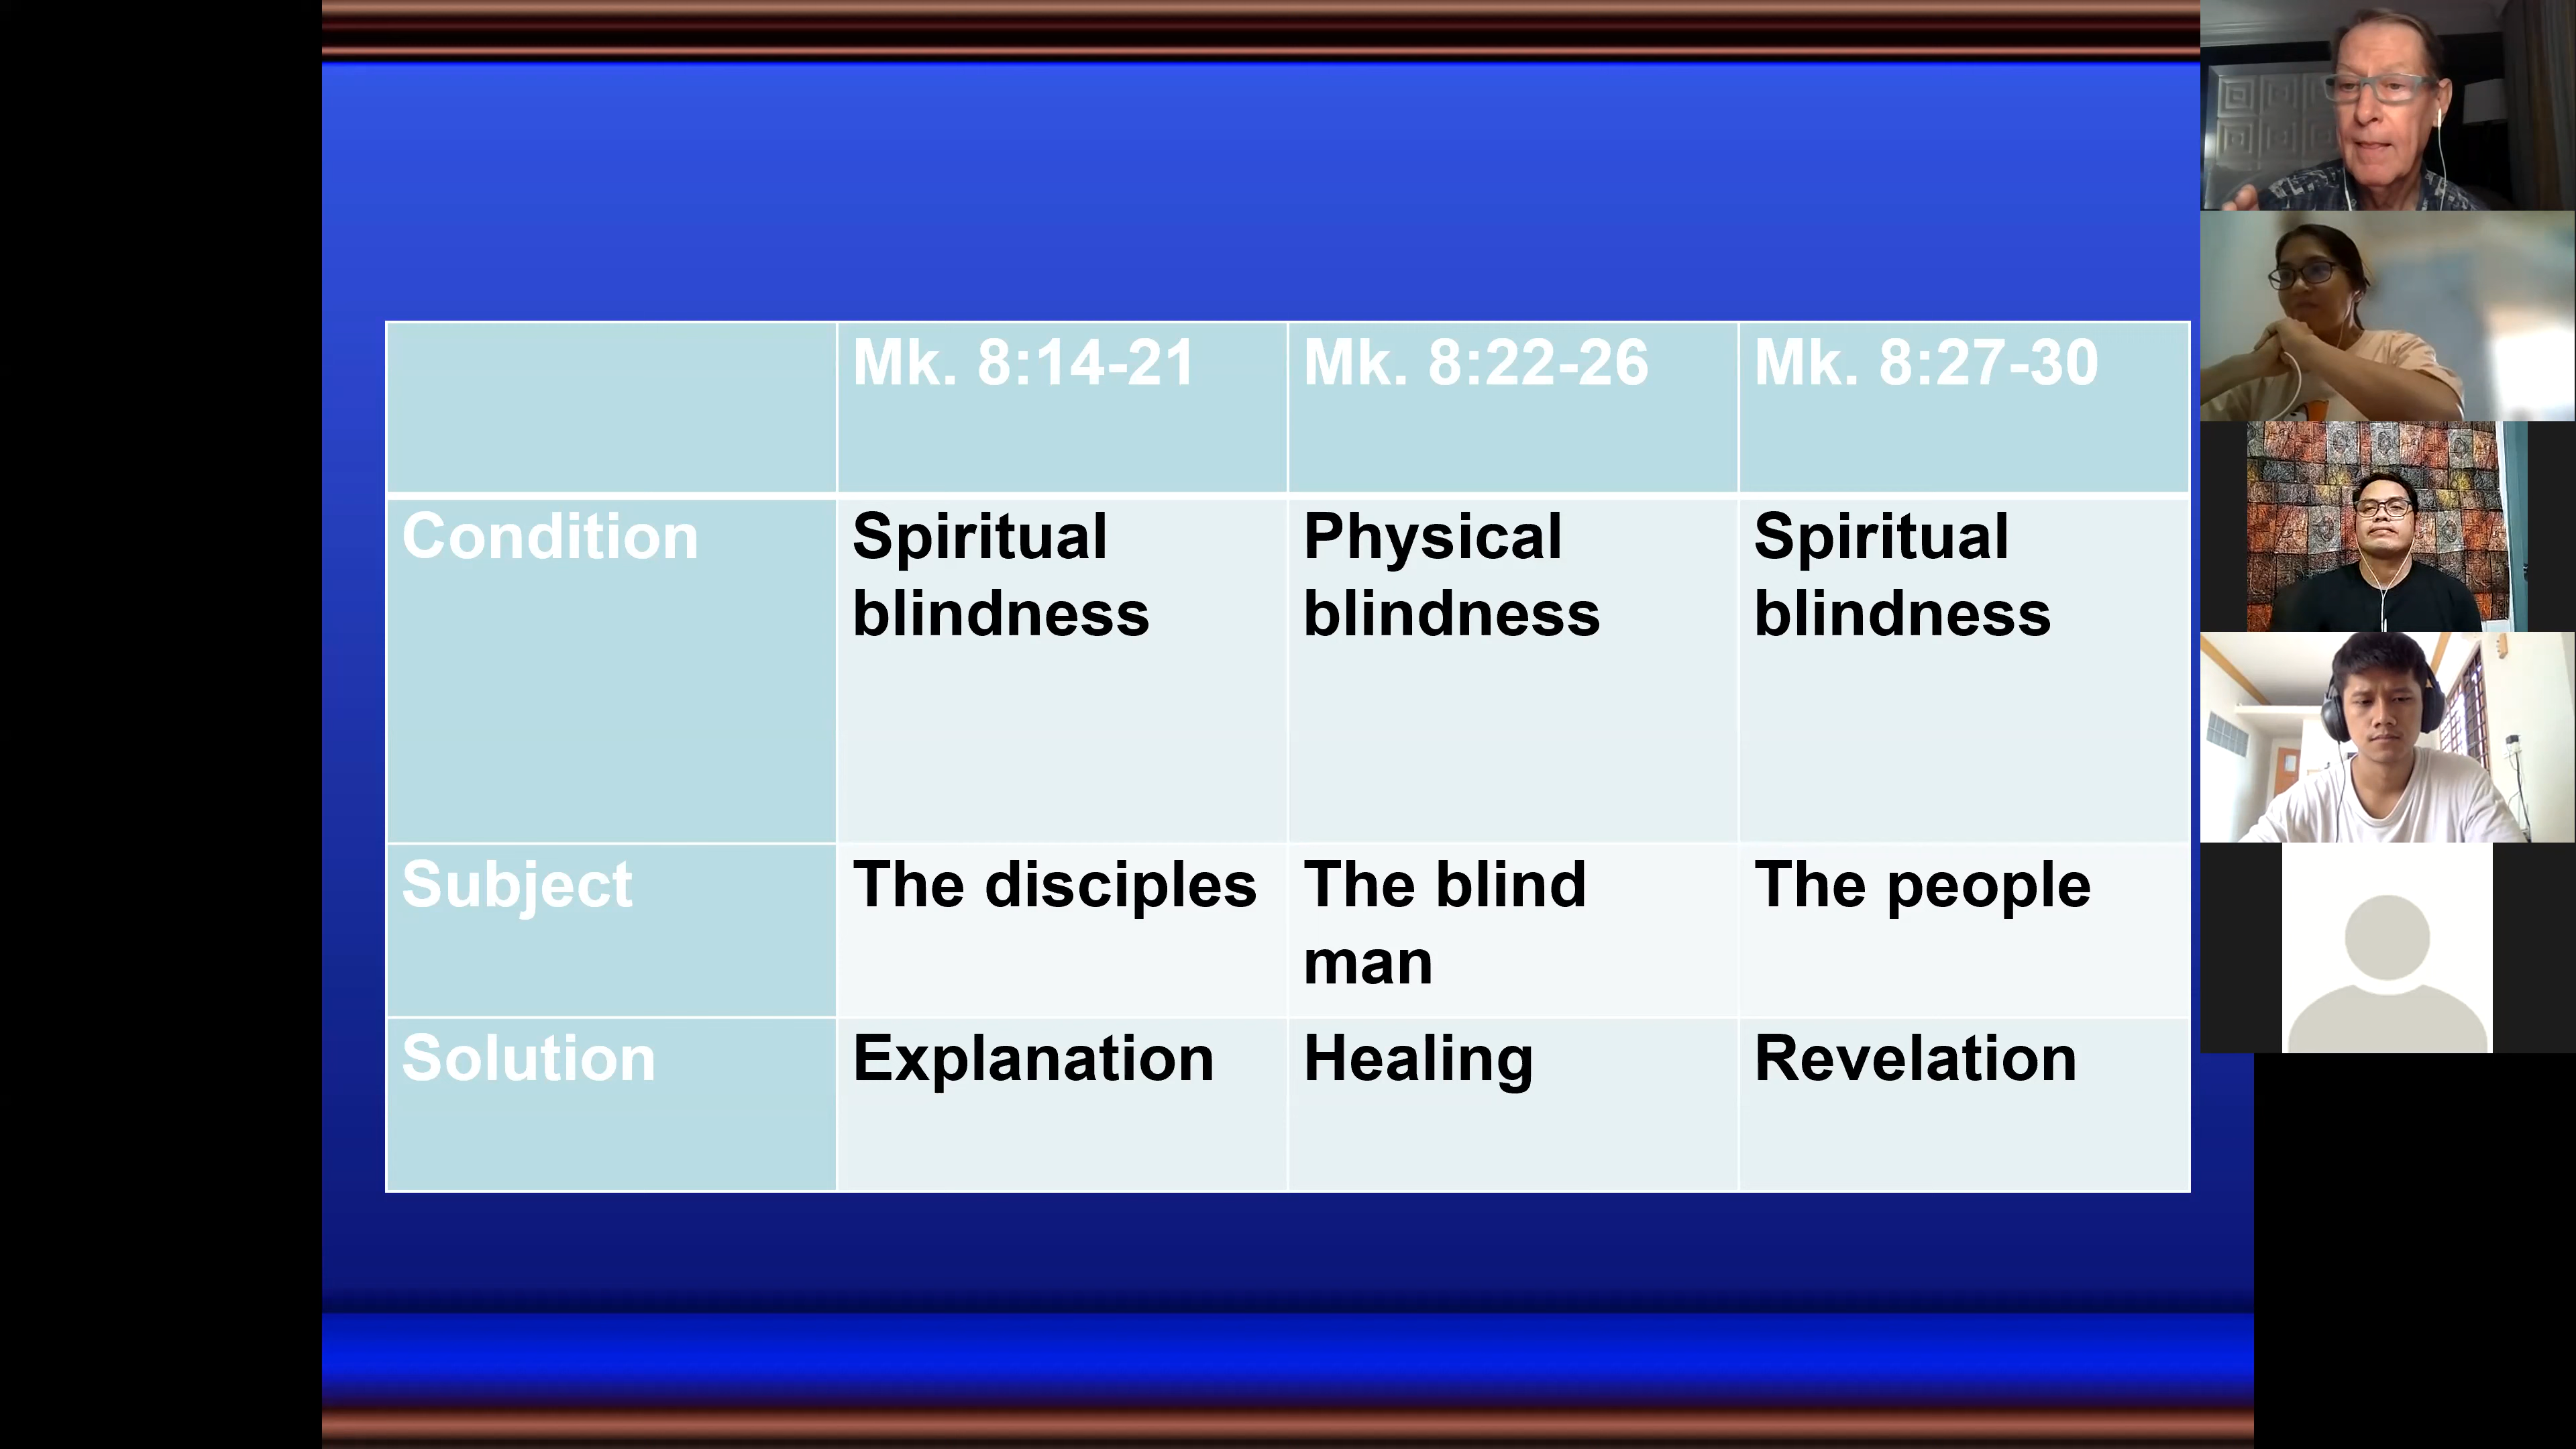 Mk. 8:14-21 Mk. 8:22-26 Mk. 8:27-30
Condition Spiritual Physical Spiritual
blindness blindness blindness
Subject The disciples The blind The people
man
Solution Explanation Healing Revelation